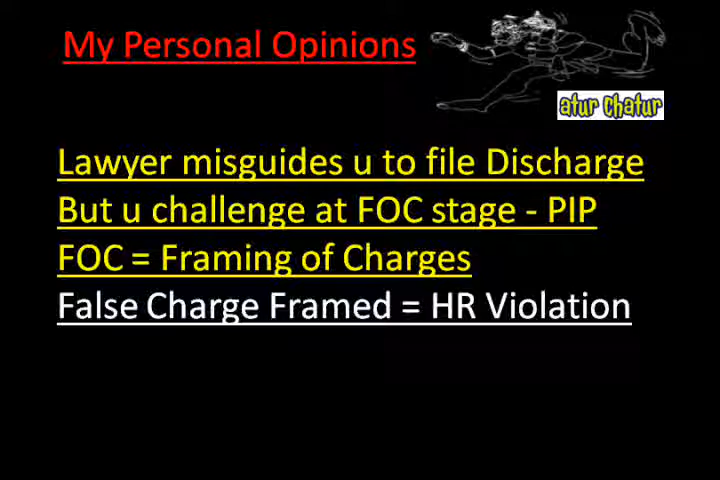 My Personal Opinions
atur chatur
Lawyer misguides u to file Discharge
But u challenge at FOC stage - PIP
FOC = Framing of Charges
False Charge Framed = HR Violation